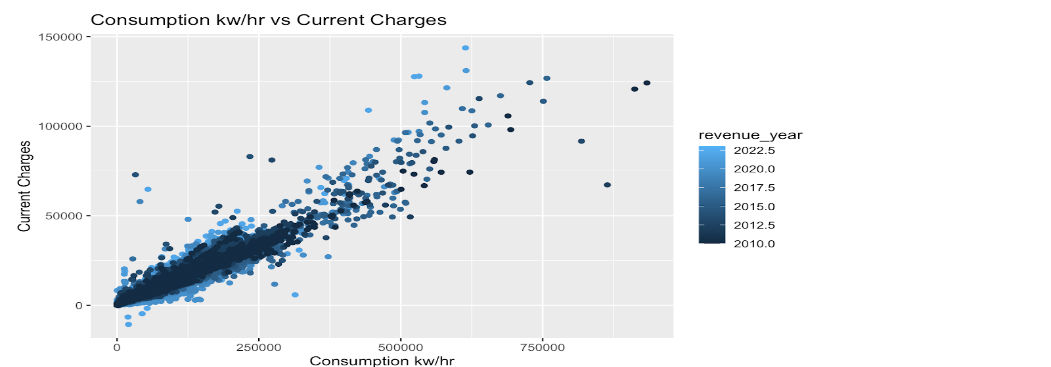 Consumption kw/hr vs Current Charges
150000
100000
50000
0
Current Charges
0 250000 500000 750000
Consumption kw/hr
revenue_year
2022.5
2020.0
2017.5
2015.0
2012.5
2010.0